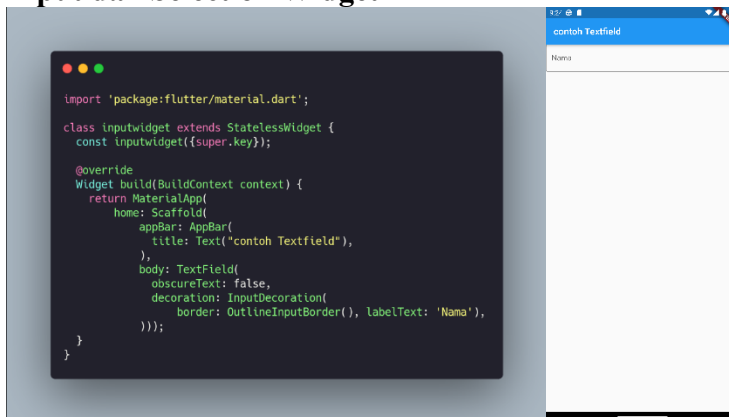 import 'package:flutter/material.dart';
class inputwidget extends StatelessWidget {
const inputwidget({super.key});
@override
Widget build(BuildContext context) {
return MaterialApp(
home: Scaffold(
appBar: AppBar(
title: Text("contoh Textfield"),
),
body: TextField(
obscureText: false,
decoration: InputDecoration(
border: OutlineInputBorder(), labelText: 'Nama'),
)));
}
}
contoh Textfield
Nama